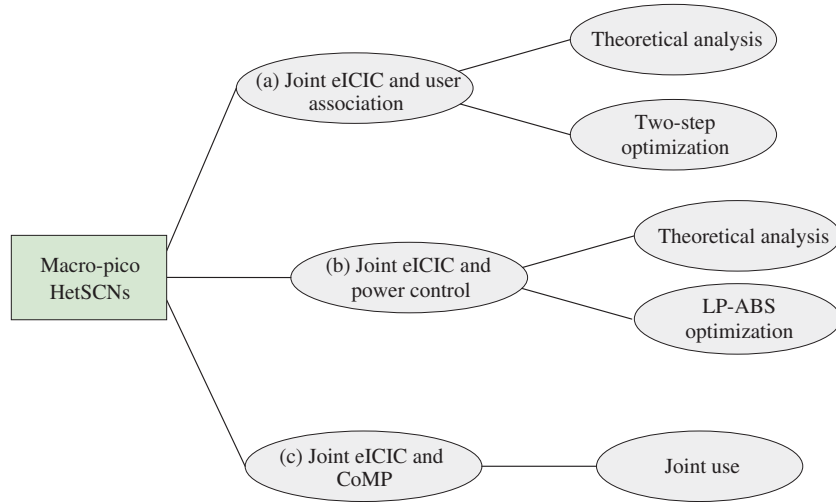 Macro-pico
HetSCNs
(a) Joint eICIC and user
association
Theoretical analysis
Two-step
optimization
(b) Joint eICIC and
power control
Theoretical analysis
LP-ABS
optimization
(c) Joint eICIC and
CoMP
Joint use